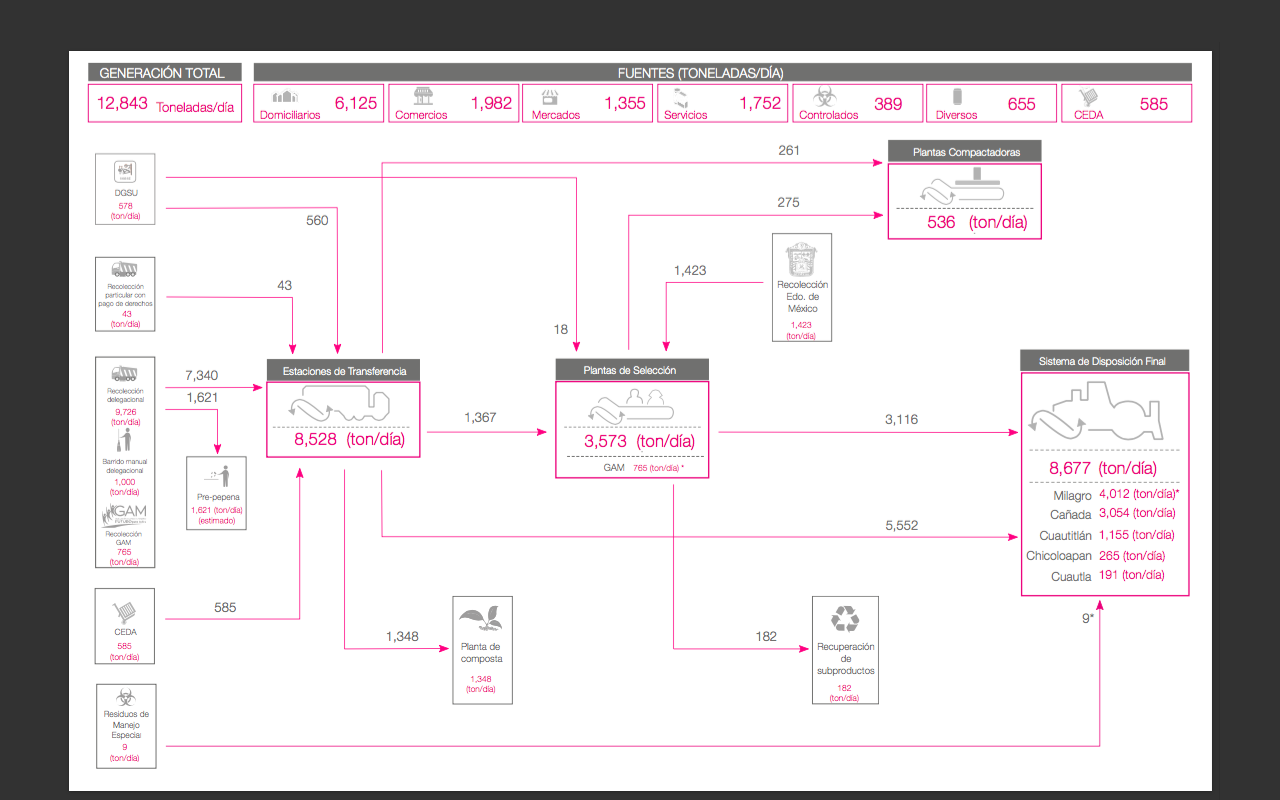 GENERACIÓN TOTAL
FUENTES (TONELADAS/DÍA)
12,843 Toneladas/día
Domiciliarios 6,125
Comercios 1,982
Mercados 1,355
Servicios 1,752
Controlados 389
Diversos 655
CEDA 585
DGSU
578
(ton/día)
560
261
Plantas Compactadoras
536 (ton/día)
275
Recolección
particular con
pago de derechos
43
(ton/día)
43
18
1,423
Recolección
Edo. de
México
1,423
(ton/día)
Recolección
delegacional
9,726
(ton/día)
Barrido manual
delegacional
1,000
(ton/día)
GAM
Recolección
GAM
765
(ton/día)
7,340
1,621
Pre-pepena
1,621 (ton/día)
(estimado)
Estaciones de Transferencia
8,528 (ton/día)
1,367
Plantas de Selección
3,573 (ton/día)
GAM 765 (ton/día) *
3,116
5,552
Sistema de Disposición Final
8,677 (ton/día)
Milagro 4,012 (ton/día)*
Cañada 3,054 (ton/día)
Cuautitlán 1,155 (ton/día)
Chicoloapan 265 (ton/día)
Cuautla 191 (ton/día)
9*
CEDA
585
(ton/día)
585
1,348
Planta de
composta
1,348
(ton/día)
182
Recuperación
de
subproductos
182
(ton/día)
Residuos de
Manejo
Especial
9
(ton/día)